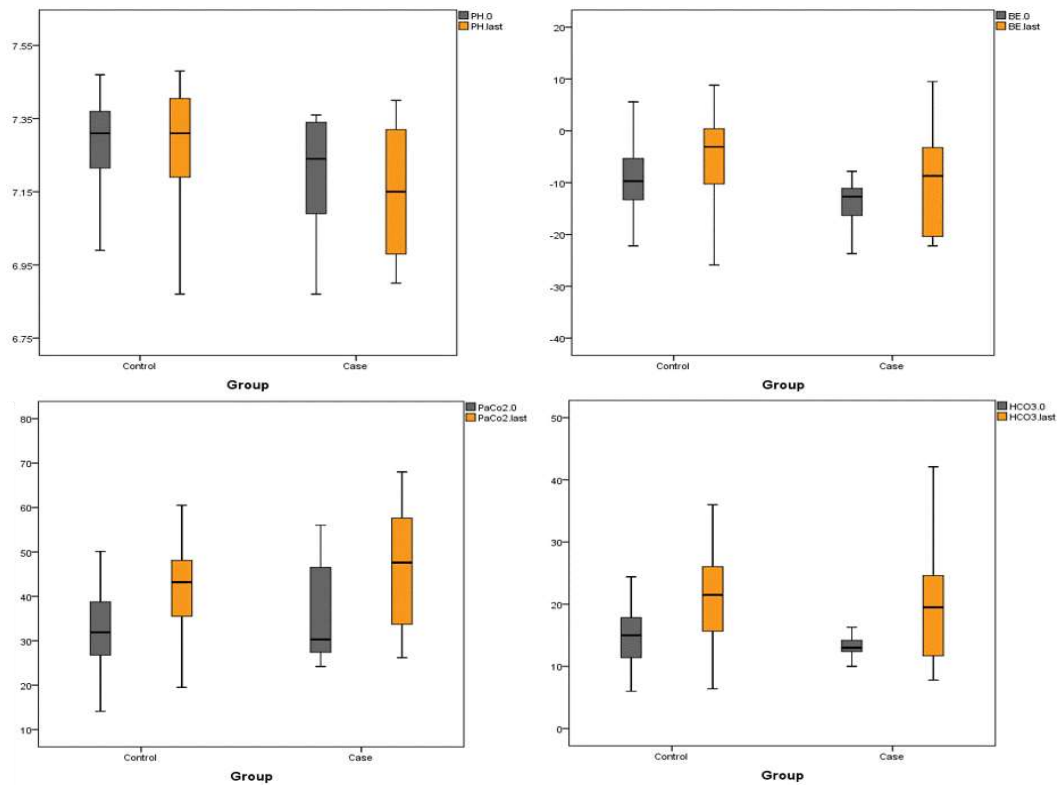 PH.0
PH.last
7.55
7.35
7.15
6.95
6.75
Control Case
Group
BE.0
BE.last
20
10
0
-10
-20
-30
-40
Control Case
Group
PaCo2.0
PaCo2.last
80
70
60
50
40
30
20
10
Control Case
Group
HCO3.0
HCO3.last
50
40
30
20
10
0
Control Case
Group